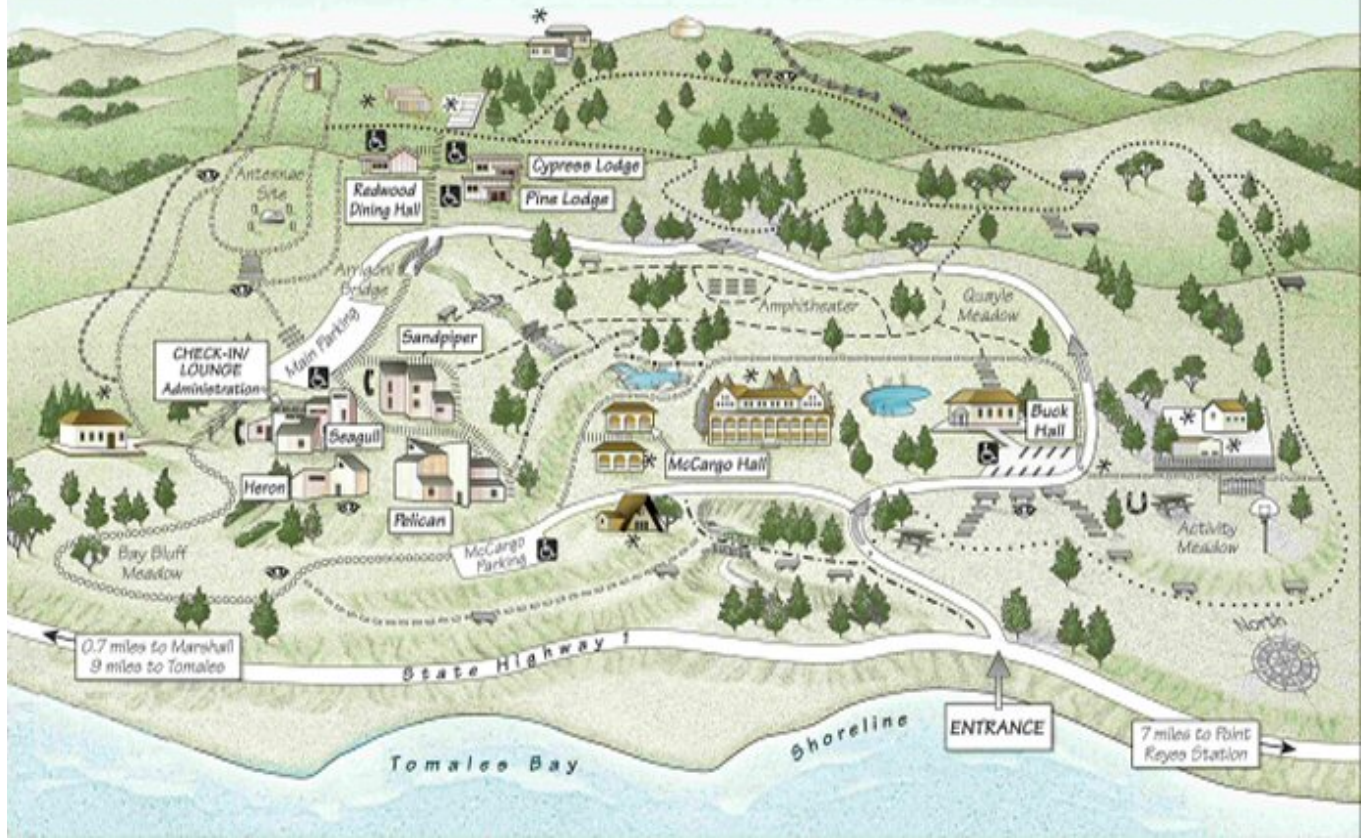 Cypress Lodge
Pine Lodge
Redwood
Dining Hall
Antennae
Site
Arrigoni
Bridge
Amphitheater
Quayle
Meadow
Main Parking
Sandpiper
CHECK-IN/
LOUNGE
Administration
Seagull
Heron
Pelican
McCargo Hall
Buck
Hall
McCargo
Parking
Bay Bluff
Meadow
Activity
Meadow
North
0.7 miles to Marshall
9 miles to Tomales
State Highway 1
ENTRANCE
7 miles to Point
Reyes Station
Shoreline
Tomales Bay